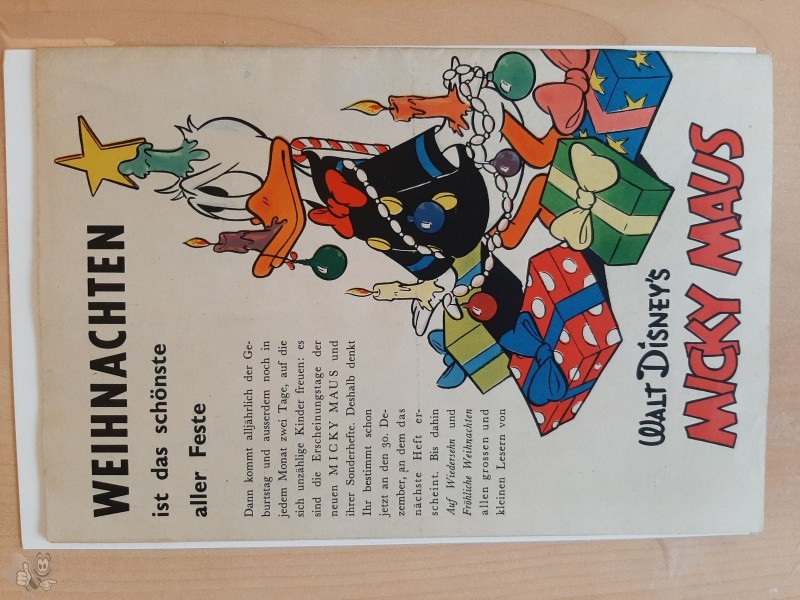 WEIHNACHTEN
ist das schönste
aller Feste
Dann kommt alljährlich der Ge-
burtstag und ausserdem noch in
jedem Monat zwei Tage, auf die
sich unzählige Kinder freuen: es
sind die Erscheinungstage der
neuen MICKY MAUS und
ihrer Sonderhefte. Deshalb denkt
Ihr bestimmt schon
jetzt an den 30. De-
zember, an dem das
nächste Heft er-
scheint. Bis dahin
Auf Wiedersehn und
Fröhliche Weihnachten
allen grossen und
kleinen Lesern von
WALT DISNEY'S
MICKY MAUS